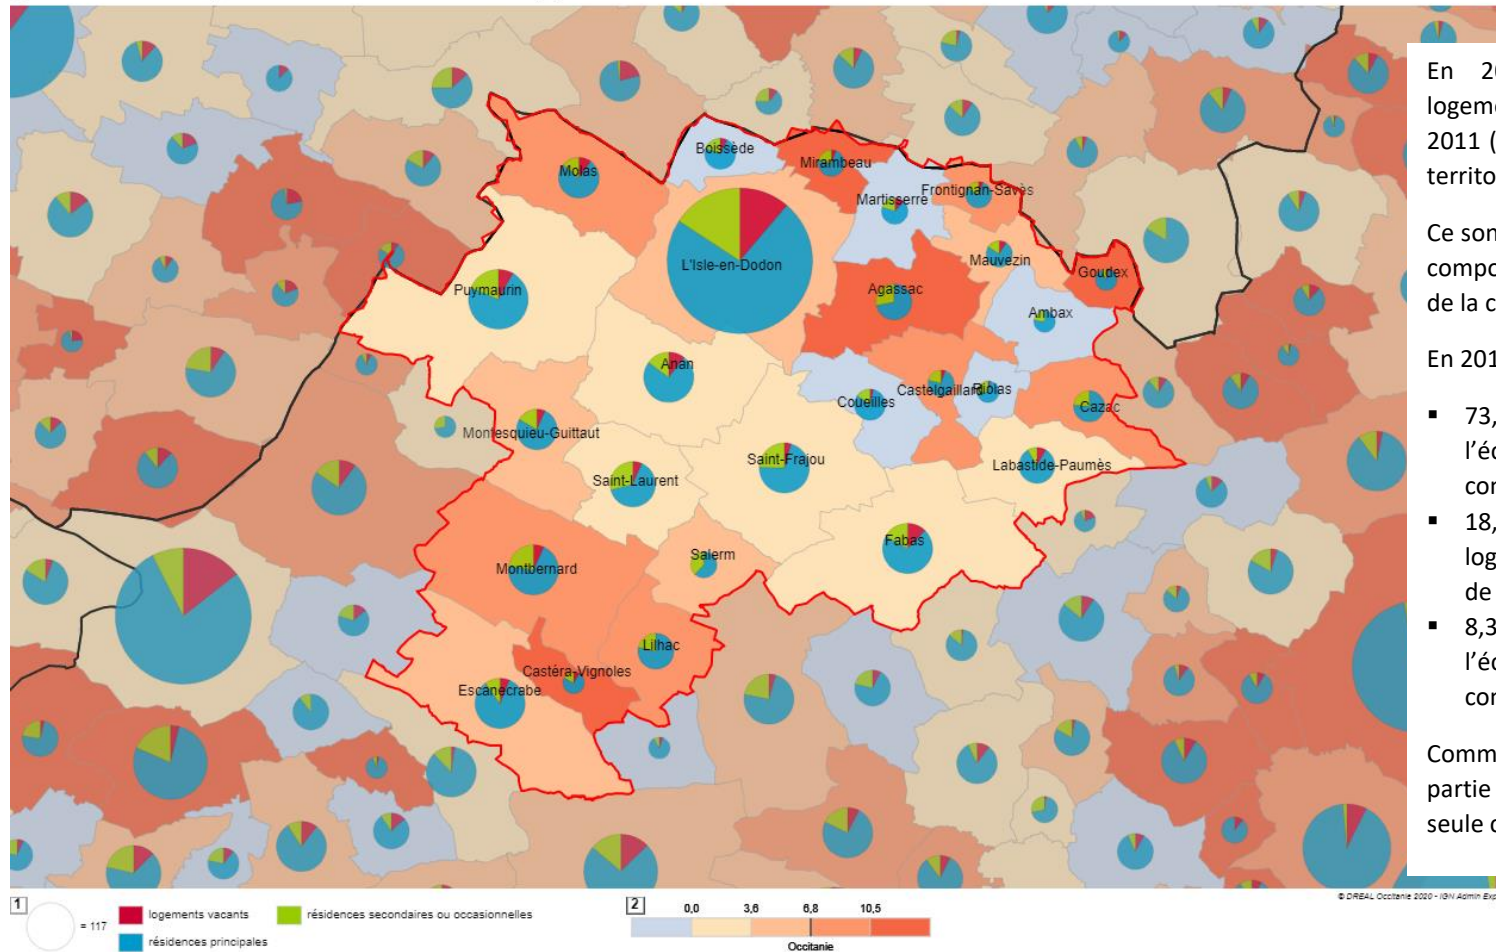 Boissède
Mirambeau
Molas
Martisserré
Frontignan-Savès
L'Isle-en-Dodon
Mauvezin
Goudex
Puymaurin
Agassac
Ambax
Anan
Castelgaillard
Riolas
Coueilles
Cazac
Montesquieu-Guittaut
Saint-Frajou
Labastide-Paumès
Saint-Laurent
Fabas
Salerm
Montbernard
Lilhac
Castéra-Vignoles
Escanecrabe
En 20
logeme
2011 (
territo
Ce son
compo
de la c
En 201
▪ 73,
l'éc
con
▪ 18,
log
de
▪ 8,3
l'éc
con
Comm
partie
seule c
© DREAL Occitanie 2020 - IGN Admin Exp
1
= 117
logements vacants
résidences secondaires ou occasionnelles
résidences principales
2
0,0 3,6 6,8 10,5
Occitanie